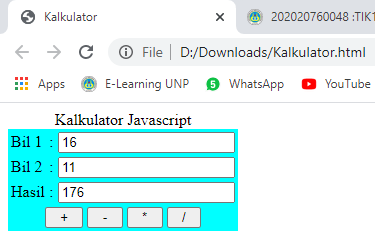 Kalkulator
202020760048 :TIK1
File
D:/Downloads/Kalkulator.html
Apps
E-Learning UNP
WhatsApp
YouTube
Kalkulator Javascript
Bil 1 : 16
Bil 2 : 11
Hasil : 176
+ - * /